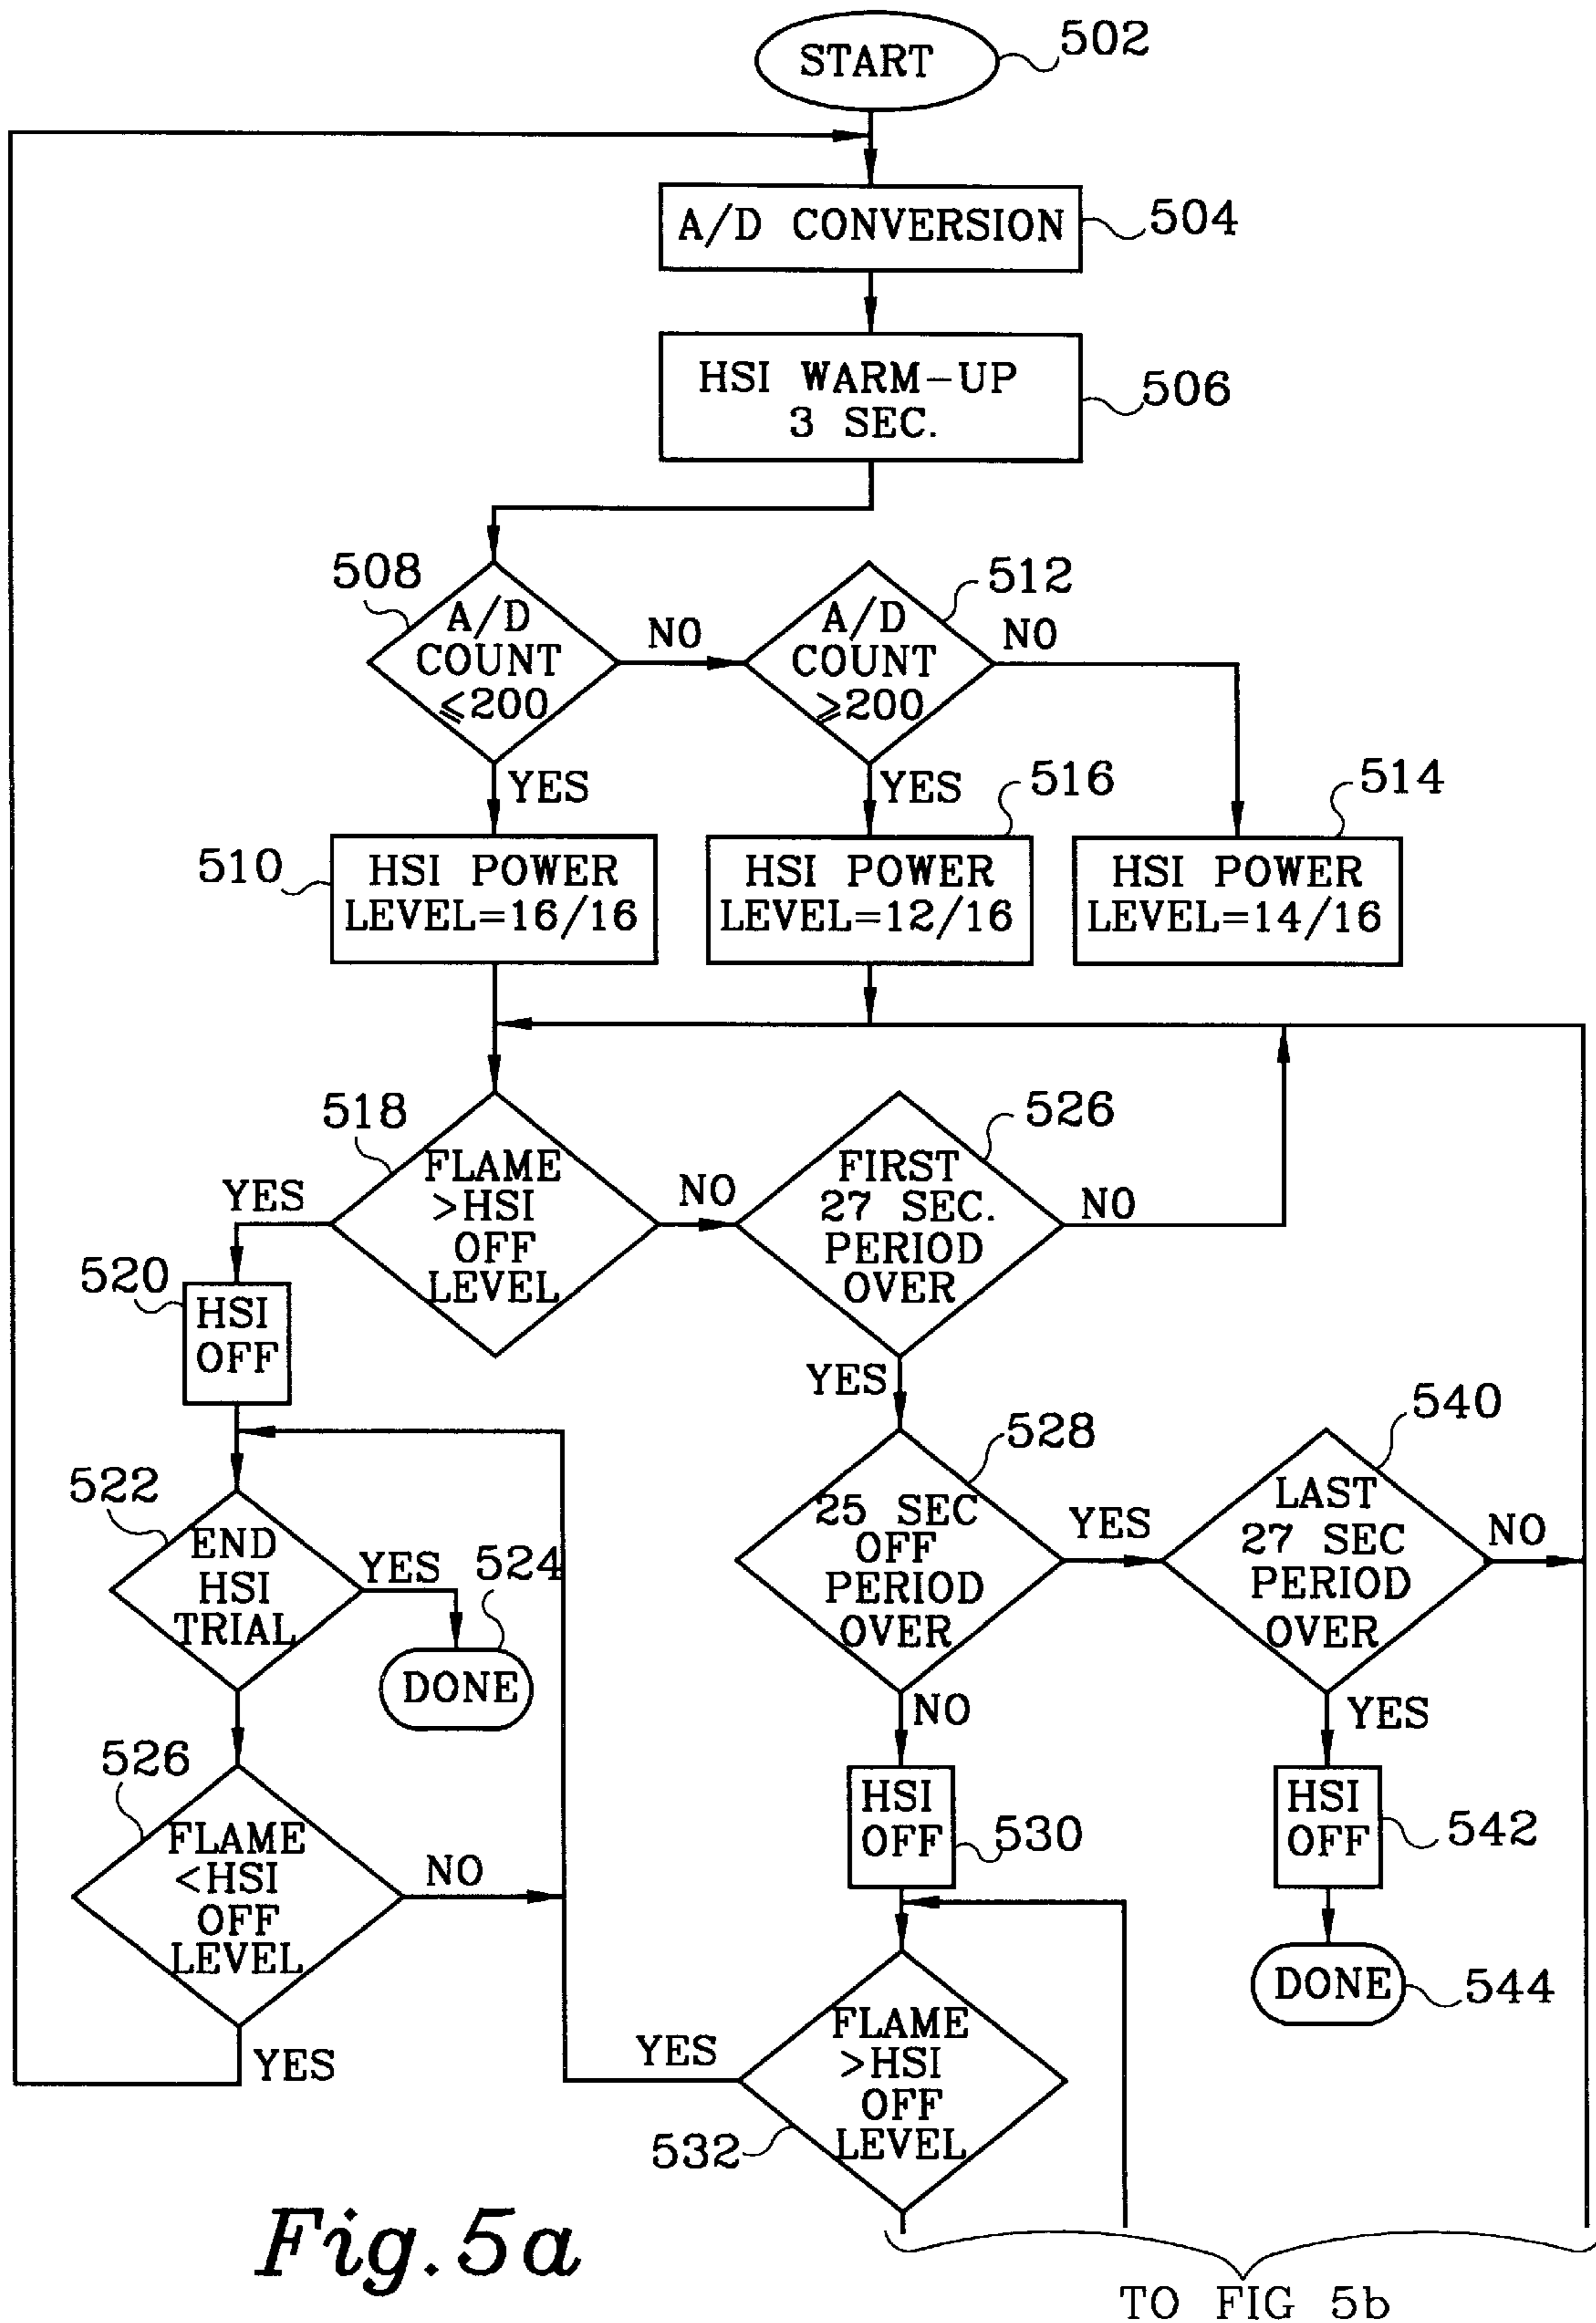 START
502
A/D CONVERSION
504
HSI WARM-UP
3 SEC.
506
508
A/D
COUNT
≤200
NO
512
A/D
COUNT
≥200
NO
YES
YES
510
HSI POWER
LEVEL=16/16
516
HSI POWER
LEVEL=12/16
514
HSI POWER
LEVEL=14/16
518
FLAME
>HSI
OFF
LEVEL
YES
NO
526
FIRST
27 SEC.
PERIOD
OVER
NO
YES
520
HSI
OFF
522
END
HSI
TRIAL
YES
524
DONE
528
25 SEC
OFF
PERIOD
OVER
YES
540
LAST
27 SEC
PERIOD
OVER
NO
NO
YES
526
FLAME
<HSI
OFF
LEVEL
NO
YES
HSI
OFF
530
HSI
OFF
542
DONE
544
YES
FLAME
>HSI
OFF
LEVEL
532
Fig. 5a
TO FIG 5b